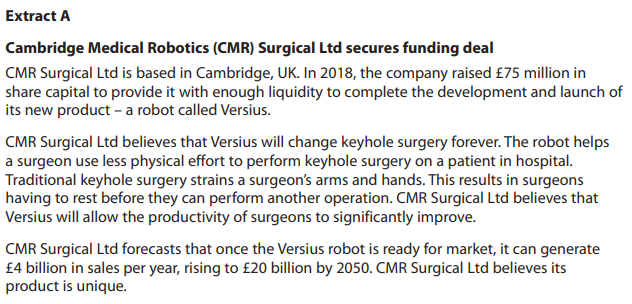 Extract A
Cambridge Medical Robotics (CMR) Surgical Ltd secures funding deal
CMR Surgical Ltd is based in Cambridge, UK. In 2018, the company raised £75 million in
share capital to provide it with enough liquidity to complete the development and launch of
its new product – a robot called Versius.
CMR Surgical Ltd believes that Versius will change keyhole surgery forever. The robot helps
a surgeon use less physical effort to perform keyhole surgery on a patient in hospital.
Traditional keyhole surgery strains a surgeon’s arms and hands. This results in surgeons
having to rest before they can perform another operation. CMR Surgical Ltd believes that
Versius will allow the productivity of surgeons to significantly improve.
CMR Surgical Ltd forecasts that once the Versius robot is ready for market, it can generate
£4 billion in sales per year, rising to £20 billion by 2050. CMR Surgical Ltd believes its
product is unique.